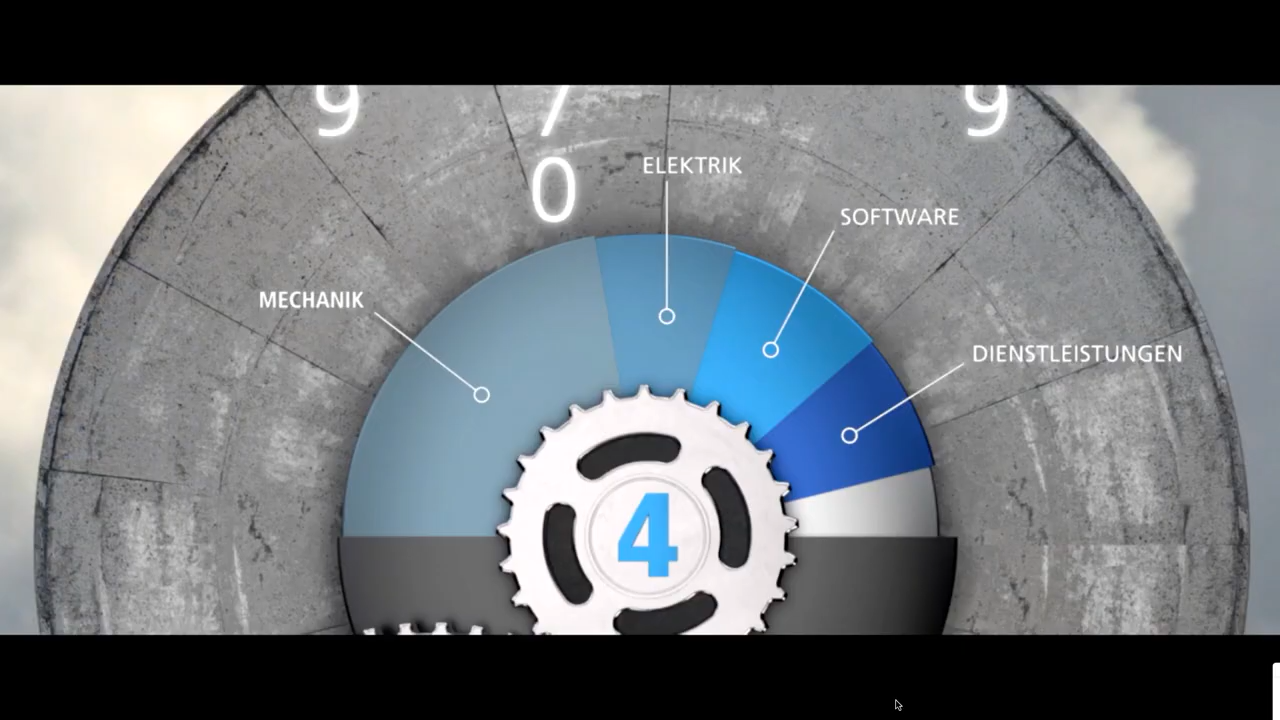 9
7
9
0
ELEKTRIK
SOFTWARE
MECHANIK
DIENSTLEISTUNGEN
4